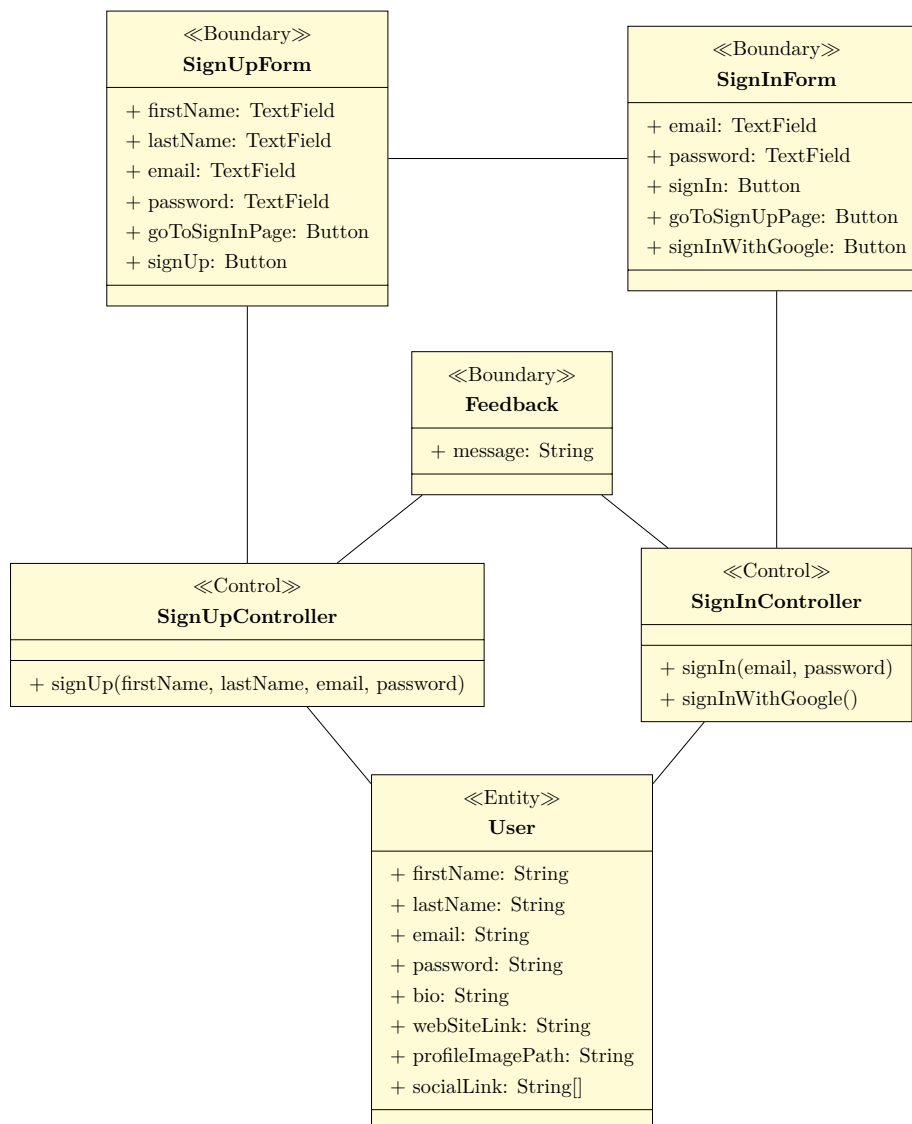 ≪Boundary≫
SignUpForm
+ firstName: TextField
+ lastName: TextField
+ email: TextField
+ password: TextField
+ goToSignInPage: Button
+ signUp: Button
≪Boundary≫
SignInForm
+ email: TextField
+ password: TextField
+ signIn: Button
+ goToSignUpPage: Button
+ signInWithGoogle: Button
≪Boundary≫
Feedback
+ message: String
≪Control≫
SignUpController
+ signUp(firstName, lastName, email, password)
≪Control≫
SignInController
+ signIn(email, password)
+ signInWithGoogle()
≪Entity≫
User
+ firstName: String
+ lastName: String
+ email: String
+ password: String
+ bio: String
+ webSiteLink: String
+ profileImagePath: String
+ socialLink: String[]